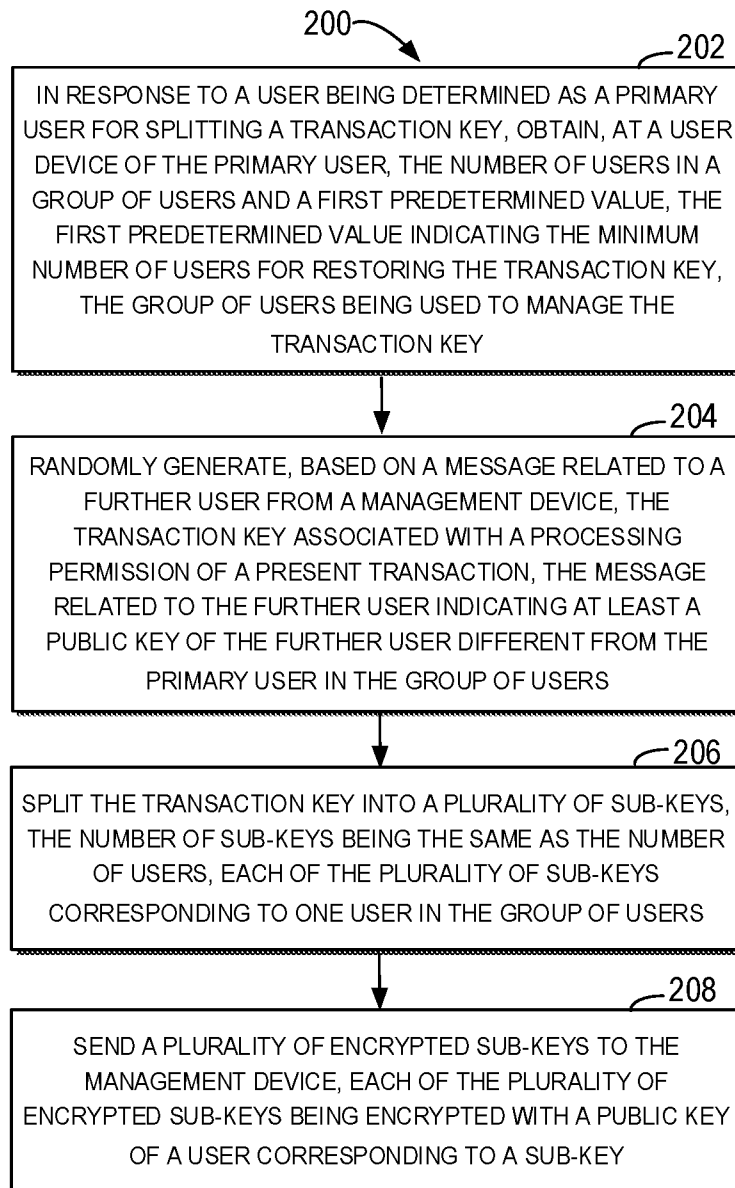 200
202
IN RESPONSE TO A USER BEING DETERMINED AS A PRIMARY
USER FOR SPLITTING A TRANSACTION KEY, OBTAIN, AT A USER
DEVICE OF THE PRIMARY USER, THE NUMBER OF USERS IN A
GROUP OF USERS AND A FIRST PREDETERMINED VALUE, THE
FIRST PREDETERMINED VALUE INDICATING THE MINIMUM
NUMBER OF USERS FOR RESTORING THE TRANSACTION KEY,
THE GROUP OF USERS BEING USED TO MANAGE THE
TRANSACTION KEY
204
RANDOMLY GENERATE, BASED ON A MESSAGE RELATED TO A
FURTHER USER FROM A MANAGEMENT DEVICE, THE
TRANSACTION KEY ASSOCIATED WITH A PROCESSING
PERMISSION OF A PRESENT TRANSACTION, THE MESSAGE
RELATED TO THE FURTHER USER INDICATING AT LEAST A
PUBLIC KEY OF THE FURTHER USER DIFFERENT FROM THE
PRIMARY USER IN THE GROUP OF USERS
206
SPLIT THE TRANSACTION KEY INTO A PLURALITY OF SUB-KEYS,
THE NUMBER OF SUB-KEYS BEING THE SAME AS THE NUMBER
OF USERS, EACH OF THE PLURALITY OF SUB-KEYS
CORRESPONDING TO ONE USER IN THE GROUP OF USERS
208
SEND A PLURALITY OF ENCRYPTED SUB-KEYS TO THE
MANAGEMENT DEVICE, EACH OF THE PLURALITY OF
ENCRYPTED SUB-KEYS BEING ENCRYPTED WITH A PUBLIC KEY
OF A USER CORRESPONDING TO A SUB-KEY